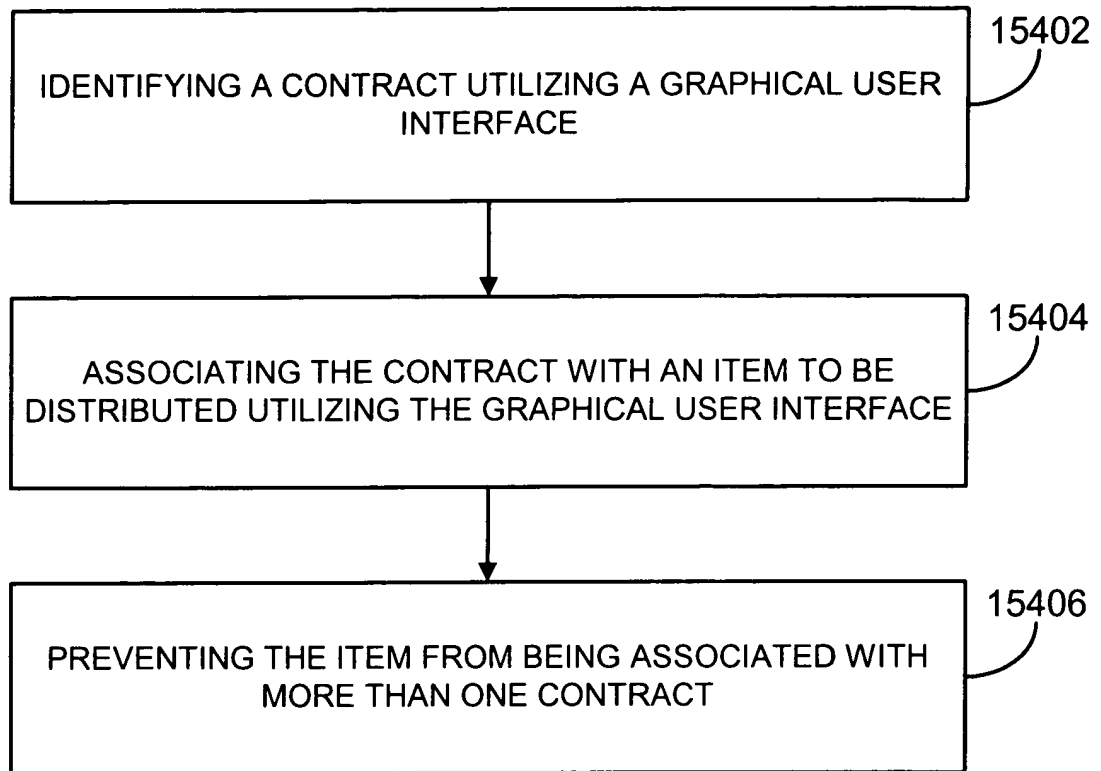 15402
IDENTIFYING A CONTRACT UTILIZING A GRAPHICAL USER
INTERFACE
15404
ASSOCIATING THE CONTRACT WITH AN ITEM TO BE
DISTRIBUTED UTILIZING THE GRAPHICAL USER INTERFACE
15406
PREVENTING THE ITEM FROM BEING ASSOCIATED WITH
MORE THAN ONE CONTRACT